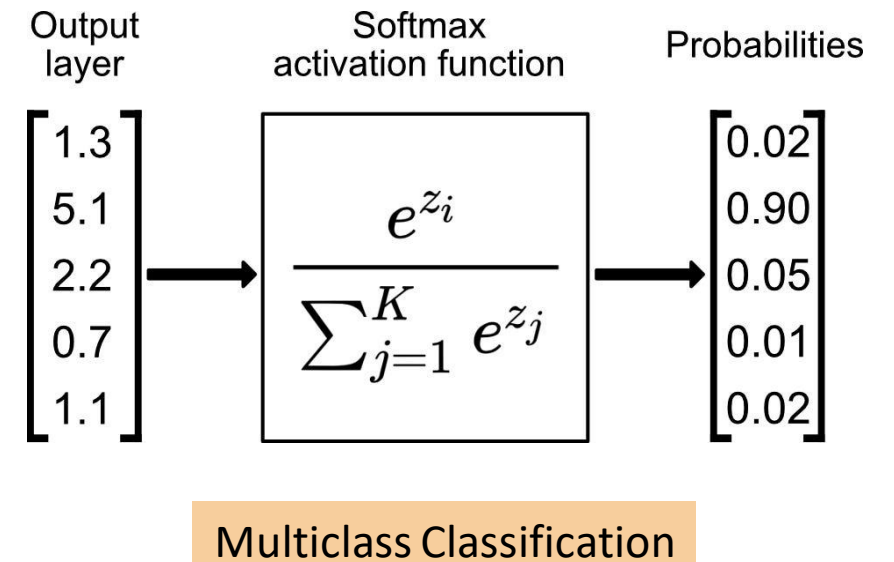 Output
layer
Softmax
activation function
Probabilities
1.3
5.1
2.2
0.7
1.1
e^{z_i}
∑_{j=1}^{K} e^{z_j}
0.02
0.90
0.05
0.01
0.02
Multiclass Classification